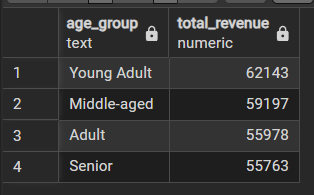 age_group total_revenue
text numeric
1 Young Adult 62143
2 Middle-aged 59197
3 Adult 55978
4 Senior 55763